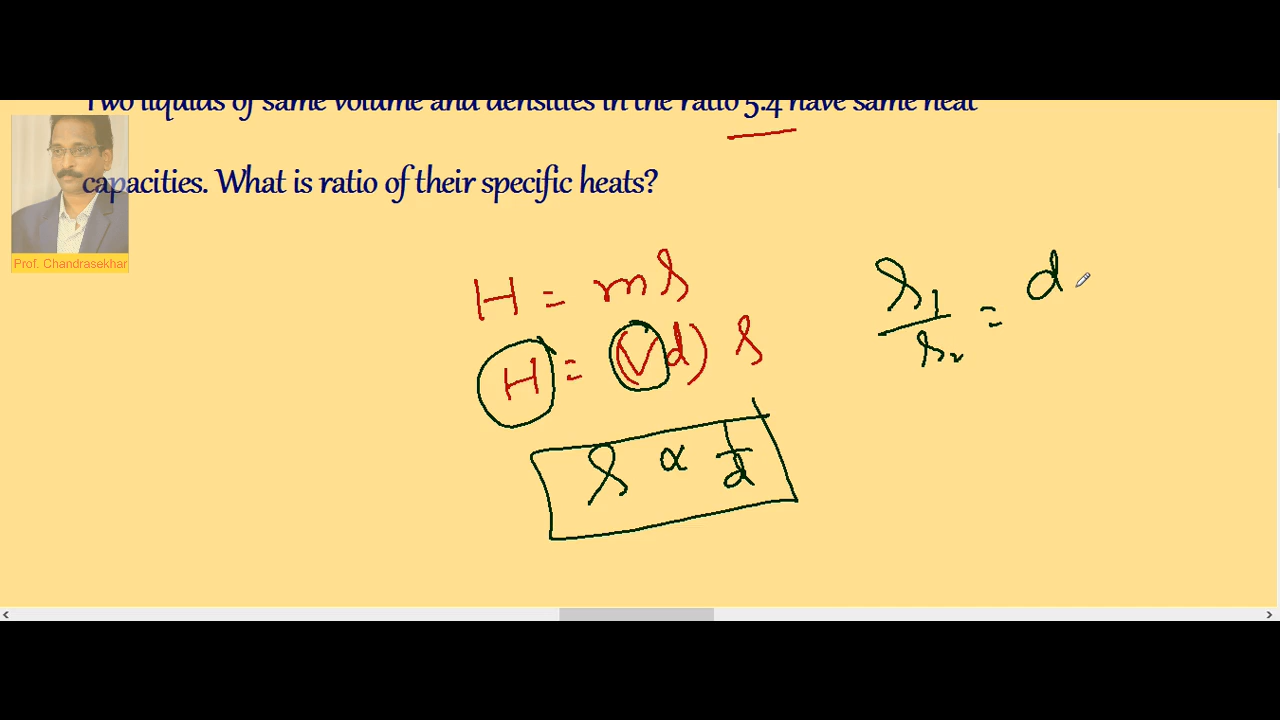 Two liquids of same volume and densities in the ratio 5:4 have same heat
capacities. What is ratio of their specific heats?
Prof. Chandrasekhar
H = mS
H = (Vd) S
S ∝ 1/d
S1/S2 = d